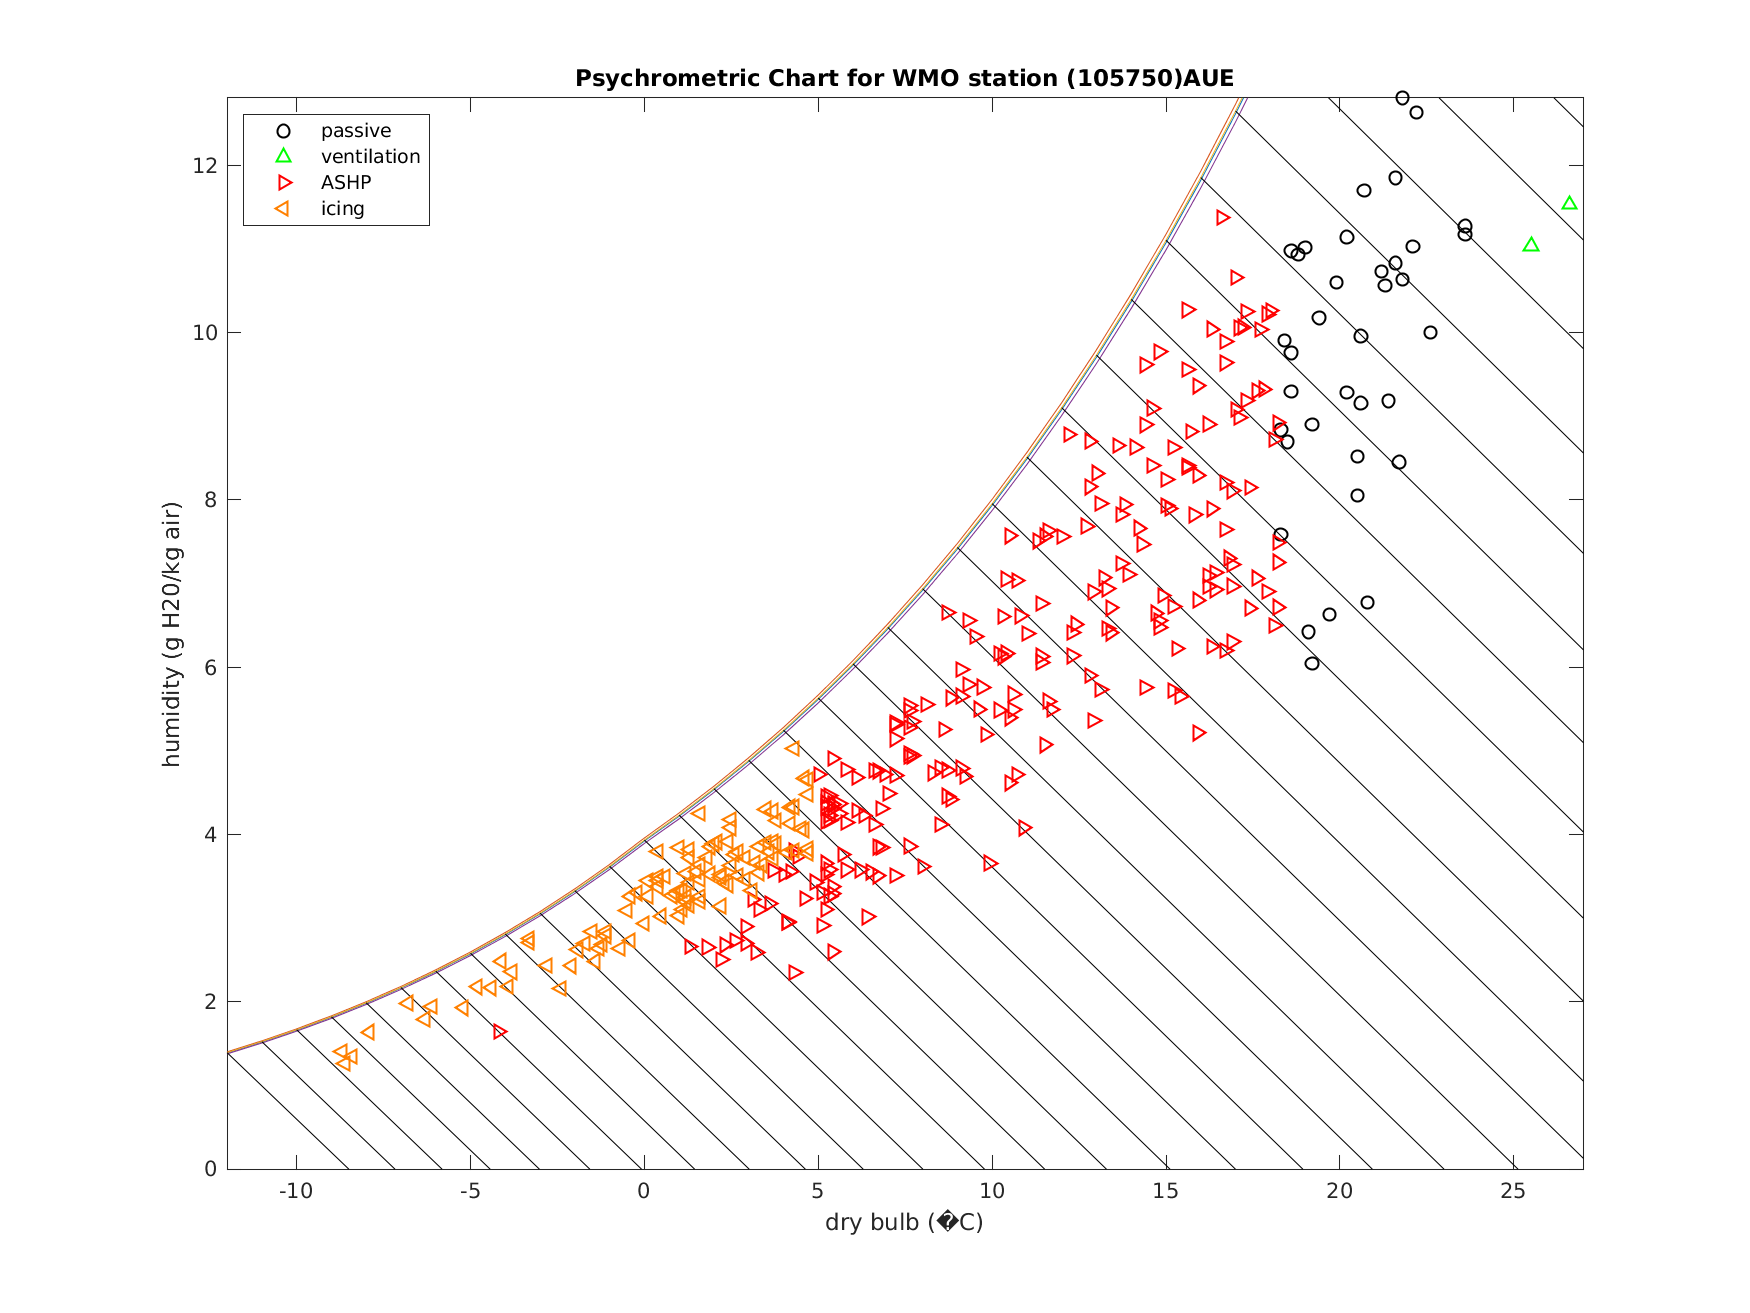 Psychrometric Chart for WMO station (105750)AUE
passive
ventilation
ASHP
icing
humidity (g H20/kg air)
12
10
8
6
4
2
0
-10 -5 0 5 10 15 20 25
dry bulb (�C)